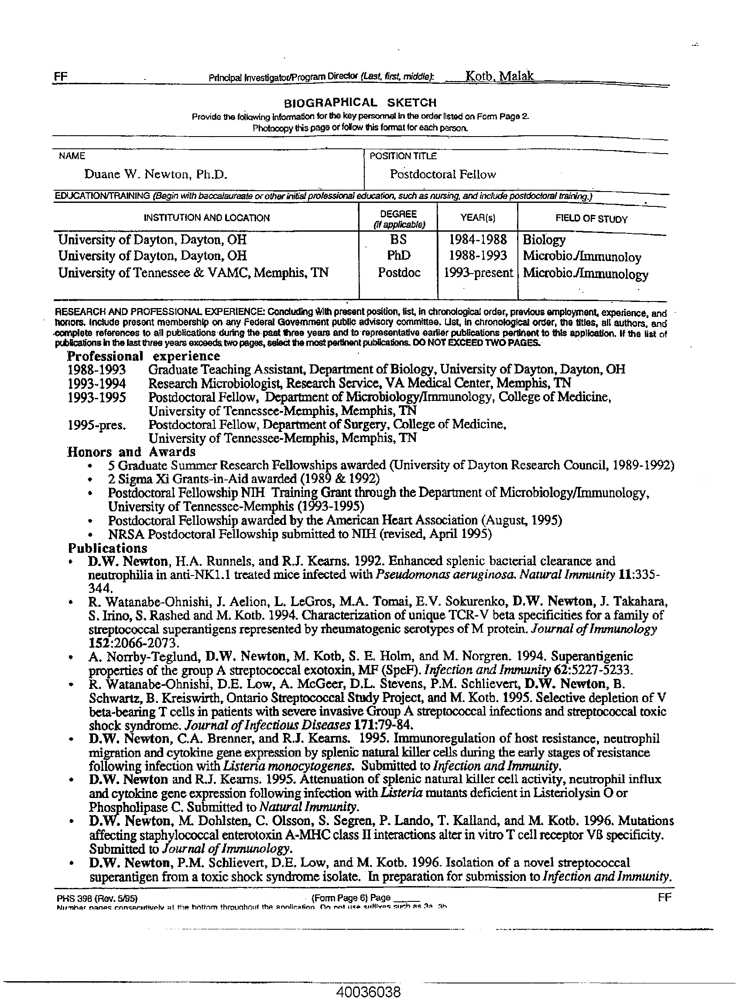 FF Principal Investigator/Program Director (Last, first, middle): Kotb, Malak
BIOGRAPHICAL SKETCH
Provide the following information for the key personnel in the order listed on Form Page 2.
Photocopy this page or follow this format for each person.
NAME POSITION TITLE
Duane W. Newton, Ph.D. Postdoctoral Fellow
EDUCATION/TRAINING (Begin with baccalaureate or other initial professional education, such as nursing, and include postdoctoral training.)
INSTITUTION AND LOCATION DEGREE (if applicable) YEAR(s) FIELD OF STUDY
University of Dayton, Dayton, OH BS 1984-1988 Biology
University of Dayton, Dayton, OH PhD 1988-1993 Microbio./Immunoloy
University of Tennessee & VAMC, Memphis, TN Postdoc 1993-present Microbio./Immunology
RESEARCH AND PROFESSIONAL EXPERIENCE: Concluding with present position, list, in chronological order, previous employment, experience, and
honors. Include present membership on any Federal Government public advisory committee. List, in chronological order, the titles, all authors, and
complete references to all publications during the past three years and to representative earlier publications pertinent to this application. If the list of
publications in the last three years exceeds two pages, select the most pertinent publications. DO NOT EXCEED TWO PAGES.
Professional experience
1988-1993 Graduate Teaching Assistant, Department of Biology, University of Dayton, Dayton, OH
1993-1994 Research Microbiologist, Research Service, VA Medical Center, Memphis, TN
1993-1995 Postdoctoral Fellow, Department of Microbiology/Immunology, College of Medicine,
University of Tennessee-Memphis, Memphis, TN
1995-pres. Postdoctoral Fellow, Department of Surgery, College of Medicine,
University of Tennessee-Memphis, Memphis, TN
Honors and Awards
• 5 Graduate Summer Research Fellowships awarded (University of Dayton Research Council, 1989-1992)
• 2 Sigma Xi Grants-in-Aid awarded (1989 & 1992)
• Postdoctoral Fellowship NIH Training Grant through the Department of Microbiology/Immunology,
University of Tennessee-Memphis (1993-1995)
• Postdoctoral Fellowship awarded by the American Heart Association (August, 1995)
• NRSA Postdoctoral Fellowship submitted to NIH (revised, April 1995)
Publications
• D.W. Newton, H.A. Runnels, and R.J. Kearns. 1992. Enhanced splenic bacterial clearance and
neutrophilia in anti-NK1.1 treated mice infected with Pseudomonas aeruginosa. Natural Immunity 11:335-
344.
• R. Watanabe-Ohnishi, J. Aelion, L. LeGros, M.A. Tomai, E.V. Sokurenko, D.W. Newton, J. Takahara,
S. Irino, S. Rashed and M. Kotb. 1994. Characterization of unique TCR-V beta specificities for a family of
streptococcal superantigens represented by rheumatogenic serotypes of M protein. Journal of Immunology
152:2066-2073.
• A. Norrby-Teglund, D.W. Newton, M. Kotb, S. E. Holm, and M. Norgren. 1994. Superantigenic
properties of the group A streptococcal exotoxin, MF (SpeF). Infection and Immunity 62:5227-5233.
• R. Watanabe-Ohnishi, D.E. Low, A. McGeer, D.L. Stevens, P.M. Schlievert, D.W. Newton, B.
Schwartz, B. Kreiswirth, Ontario Streptococcal Study Project, and M. Kotb. 1995. Selective depletion of V
beta-bearing T cells in patients with severe invasive Group A streptococcal infections and streptococcal toxic
shock syndrome. Journal of Infectious Diseases 171:79-84.
• D.W. Newton, C.A. Brenner, and R.J. Kearns. 1995. Immunoregulation of host resistance, neutrophil
migration and cytokine gene expression by splenic natural killer cells during the early stages of resistance
following infection with Listeria monocytogenes. Submitted to Infection and Immunity.
• D.W. Newton and R.J. Kearns. 1995. Attenuation of splenic natural killer cell activity, neutrophil influx
and cytokine gene expression following infection with Listeria mutants deficient in Listeriolysin O or
Phospholipase C. Submitted to Natural Immunity.
• D.W. Newton, M. Dohlsten, C. Olsson, S. Segren, P. Lando, T. Kalland, and M. Kotb. 1996. Mutations
affecting staphylococcal enterotoxin A-MHC class II interactions alter in vitro T cell receptor Vß specificity.
Submitted to Journal of Immunology.
• D.W. Newton, P.M. Schlievert, D.E. Low, and M. Kotb. 1996. Isolation of a novel streptococcal
superantigen from a toxic shock syndrome isolate. In preparation for submission to Infection and Immunity.
PHS 398 (Rev. 5/95) (Form Page 6) Page ____ FF
Number pages consecutively at the bottom throughout the application. Do not use suffixes such as 3a, 3b.
40036038